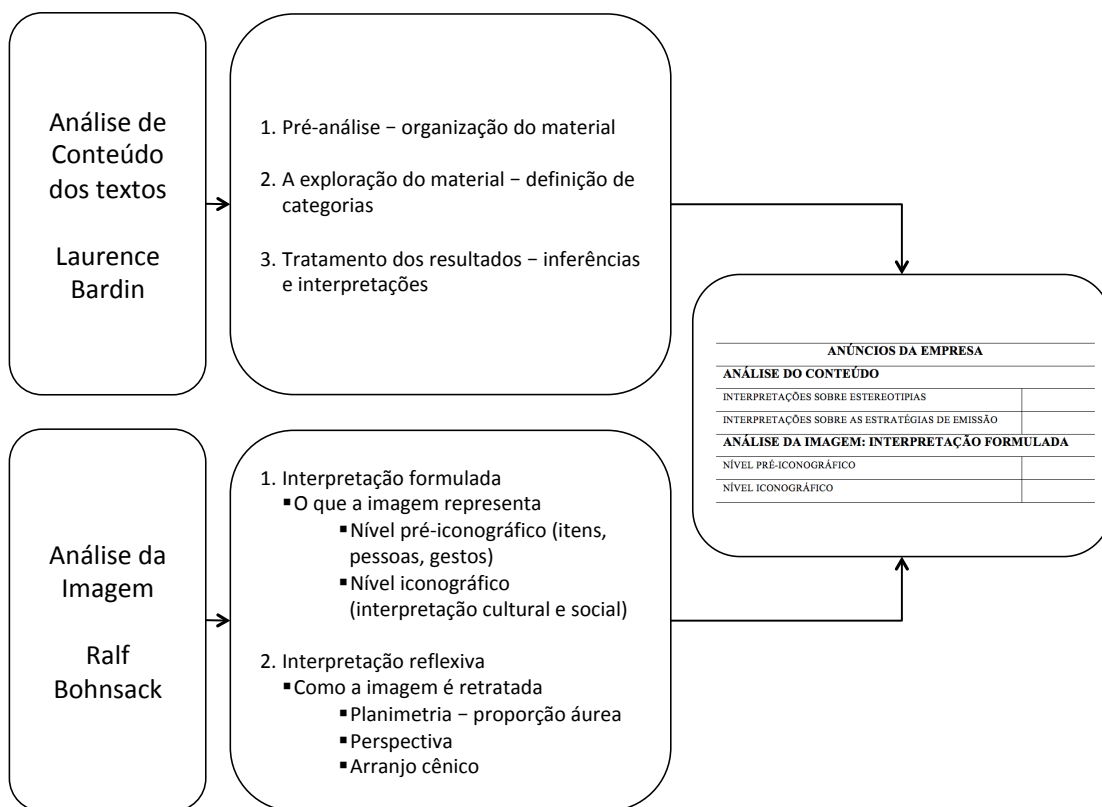 Análise de
Conteúdo
dos textos
Laurence
Bardin
1. Pré-análise – organização do material
2. A exploração do material – definição de
categorias
3. Tratamento dos resultados – inferências
e interpretações
ANÚNCIOS DA EMPRESA
ANÁLISE DO CONTEÚDO
INTERPRETAÇÕES SOBRE ESTEREOTIPIAS
INTERPRETAÇÕES SOBRE AS ESTRATÉGIAS DE EMISSÃO
ANÁLISE DA IMAGEM: INTERPRETAÇÃO FORMULADA
NÍVEL PRÉ-ICONOGRÁFICO
NÍVEL ICONOGRÁFICO
Análise da
Imagem
Ralf
Bohnsack
1. Interpretação formulada
▪O que a imagem representa
▪Nível pré-iconográfico (itens,
pessoas, gestos)
▪Nível iconográfico
(interpretação cultural e social)
2. Interpretação reflexiva
▪Como a imagem é retratada
▪Planimetria – proporção áurea
▪Perspectiva
▪Arranjo cênico